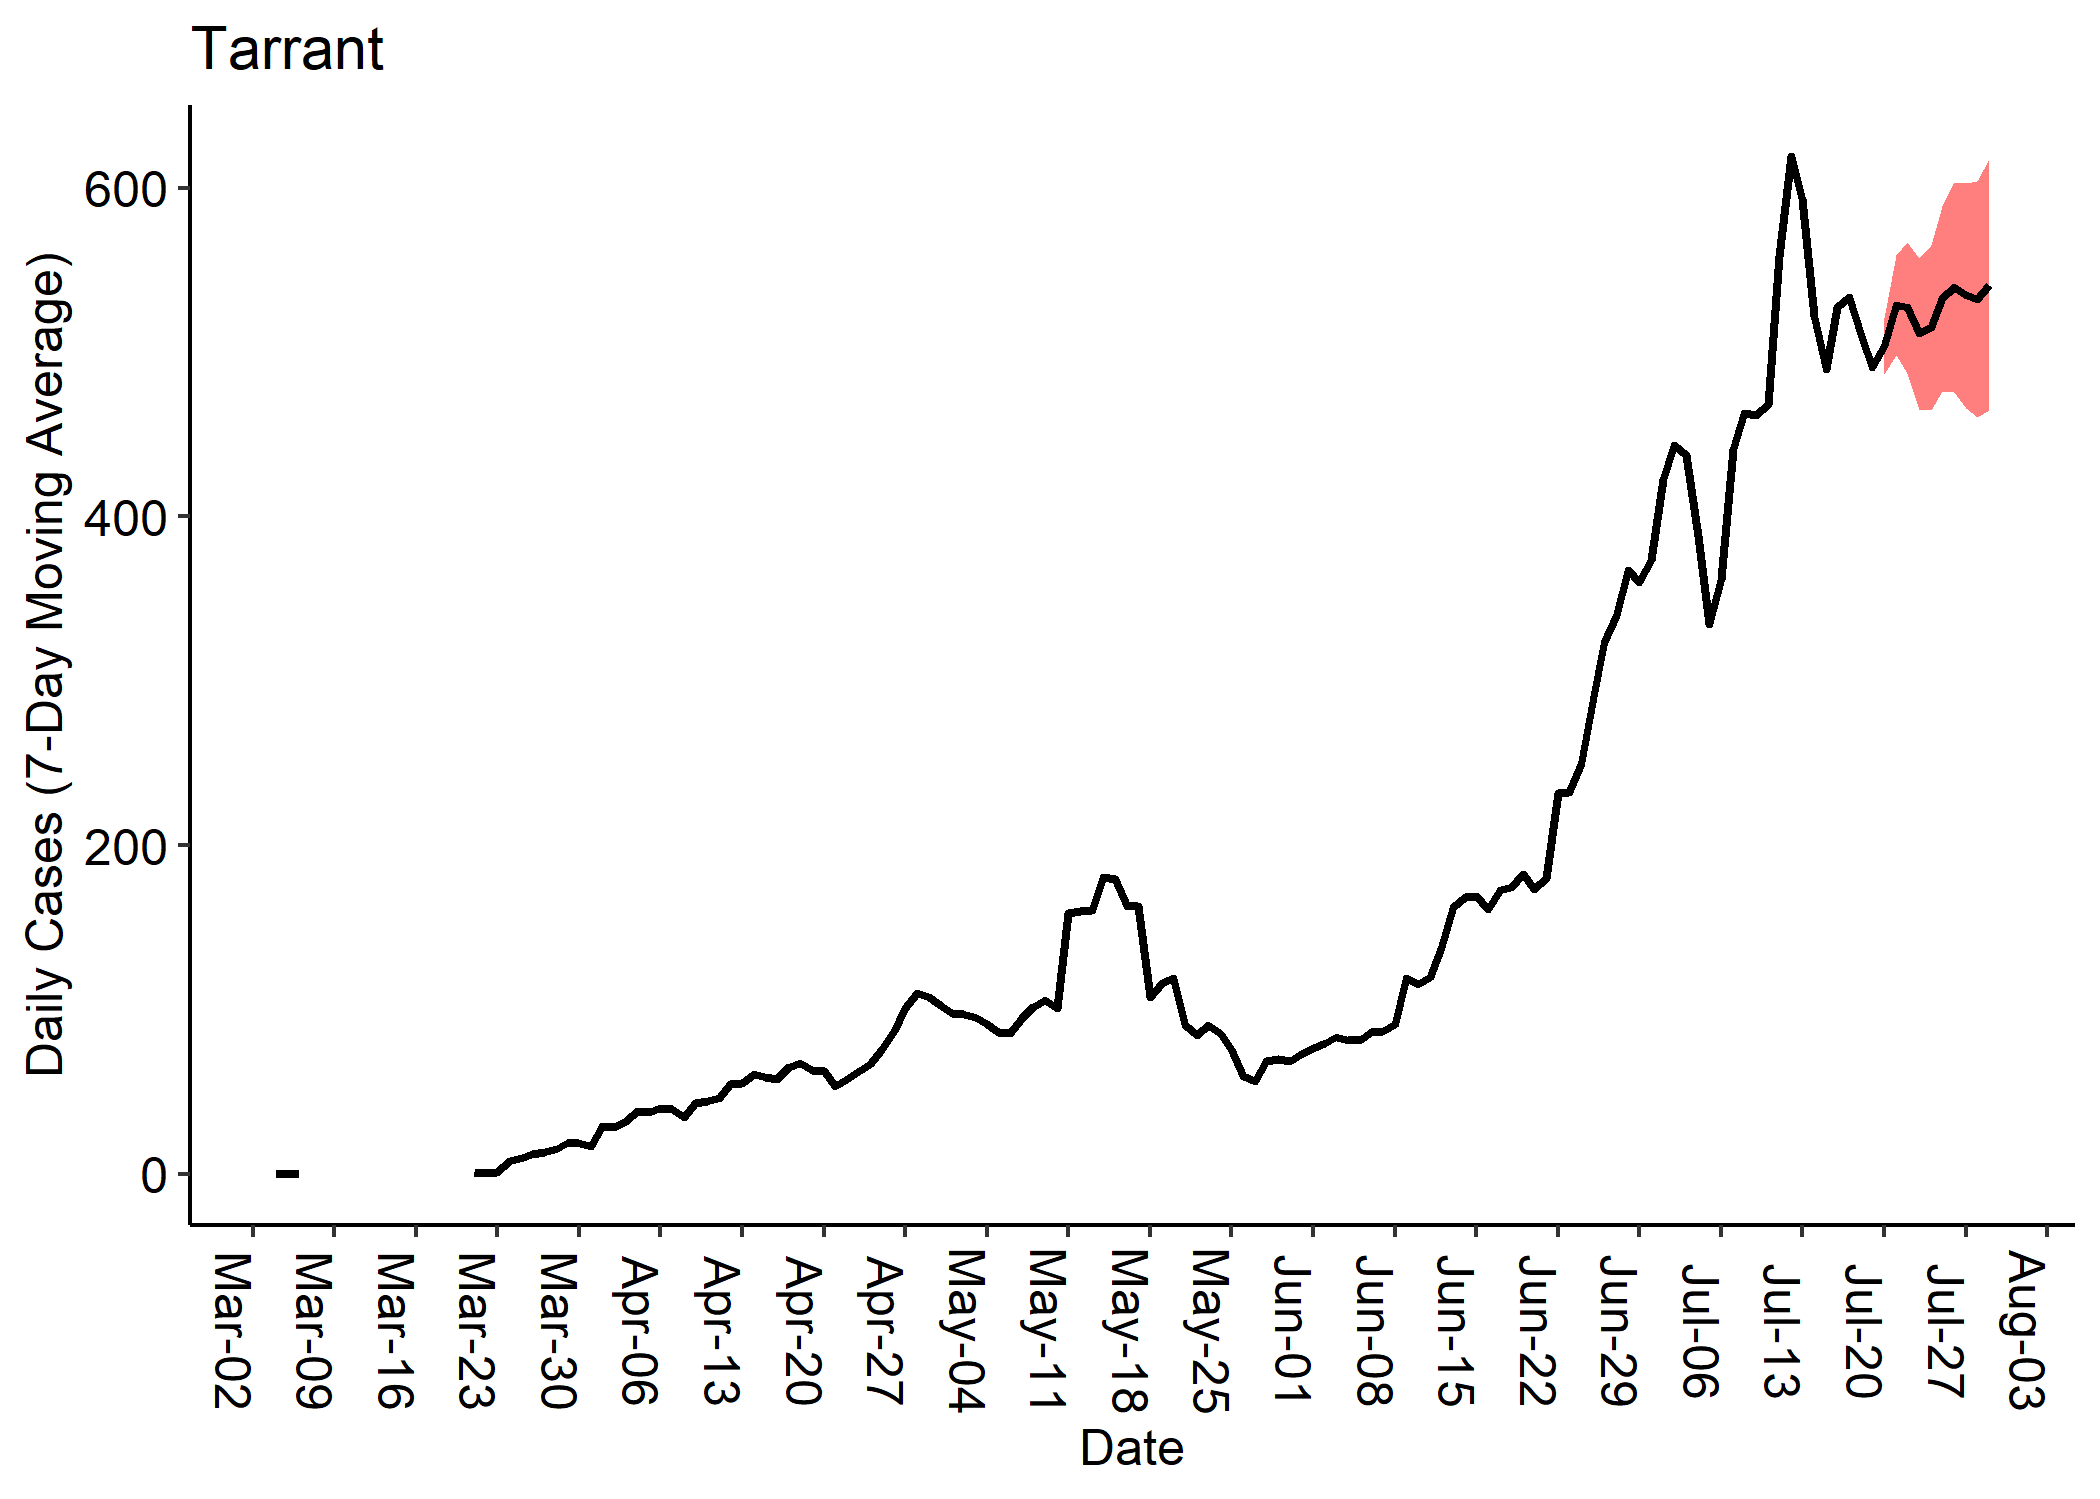 Tarrant
Daily Cases (7-Day Moving Average)
600
400
200
0
Mar-02
Mar-09
Mar-16
Mar-23
Mar-30
Apr-06
Apr-13
Apr-20
Apr-27
May-04
May-11
May-18
May-25
Jun-01
Jun-08
Jun-15
Jun-22
Jun-29
Jul-06
Jul-13
Jul-20
Jul-27
Aug-03
Date